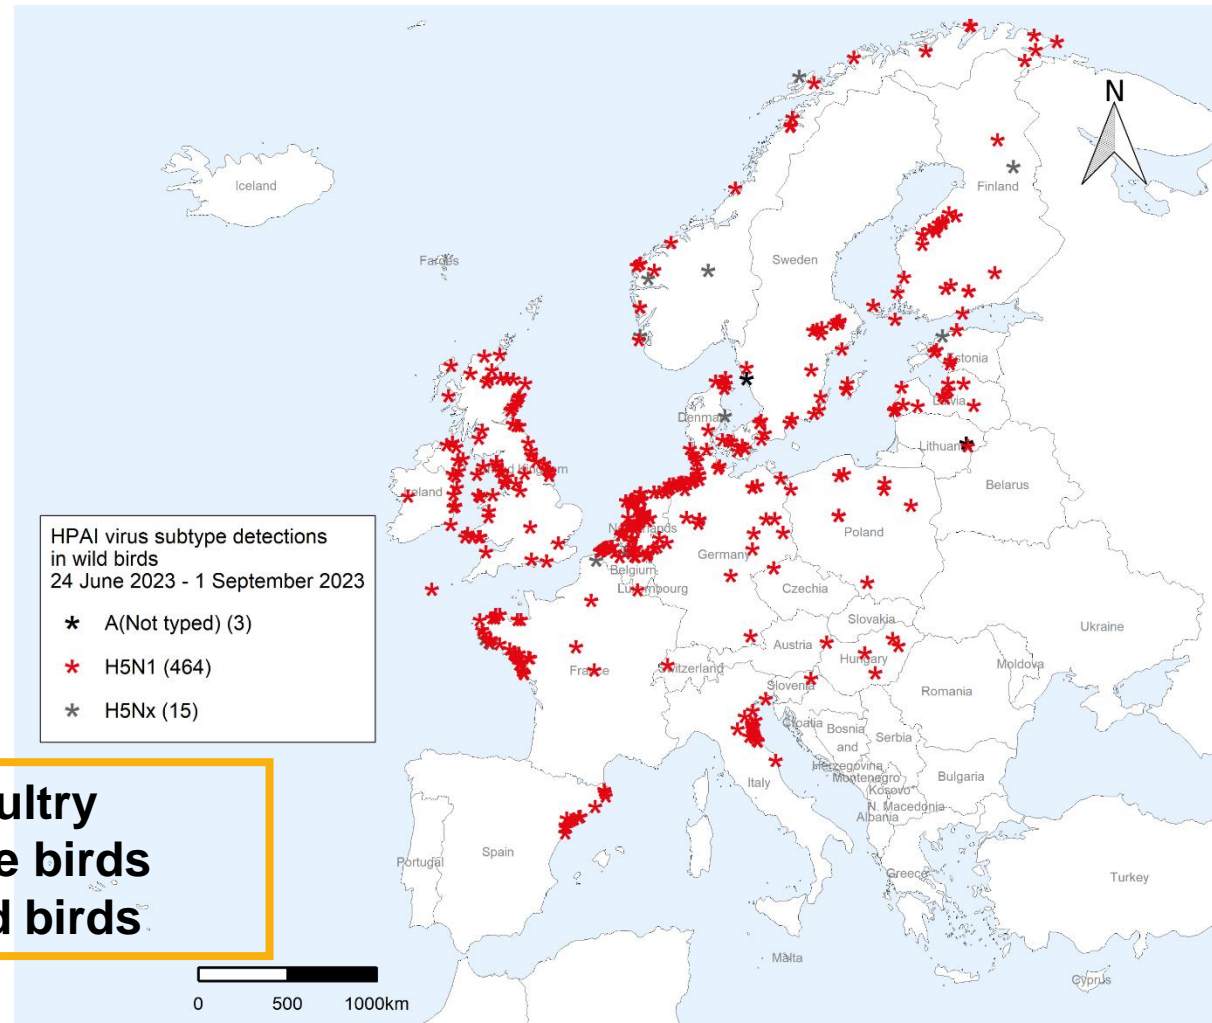 N
Iceland
Finland
Faroes
Sweden
Estonia
Latvia
Denmark
Lithuania
United Kingdom
Ireland
Belarus
Netherlands
Poland
Germany
Belgium
Luxembourg
Czechia
Slovakia
Ukraine
Austria
Hungary
Moldova
France
Switzerland
Slovenia
Romania
Croatia
Bosnia
and
Herzegovina
Serbia
Montenegro
Kosovo
Bulgaria
Italy
N. Macedonia
Albania
Spain
Portugal
Greece
Turkey
Malta
Cyprus
HPAI virus subtype detections
in wild birds
24 June 2023 - 1 September 2023
A(Not typed) (3)
H5N1 (464)
H5Nx (15)
ultry
e birds
d birds
0 500 1000km